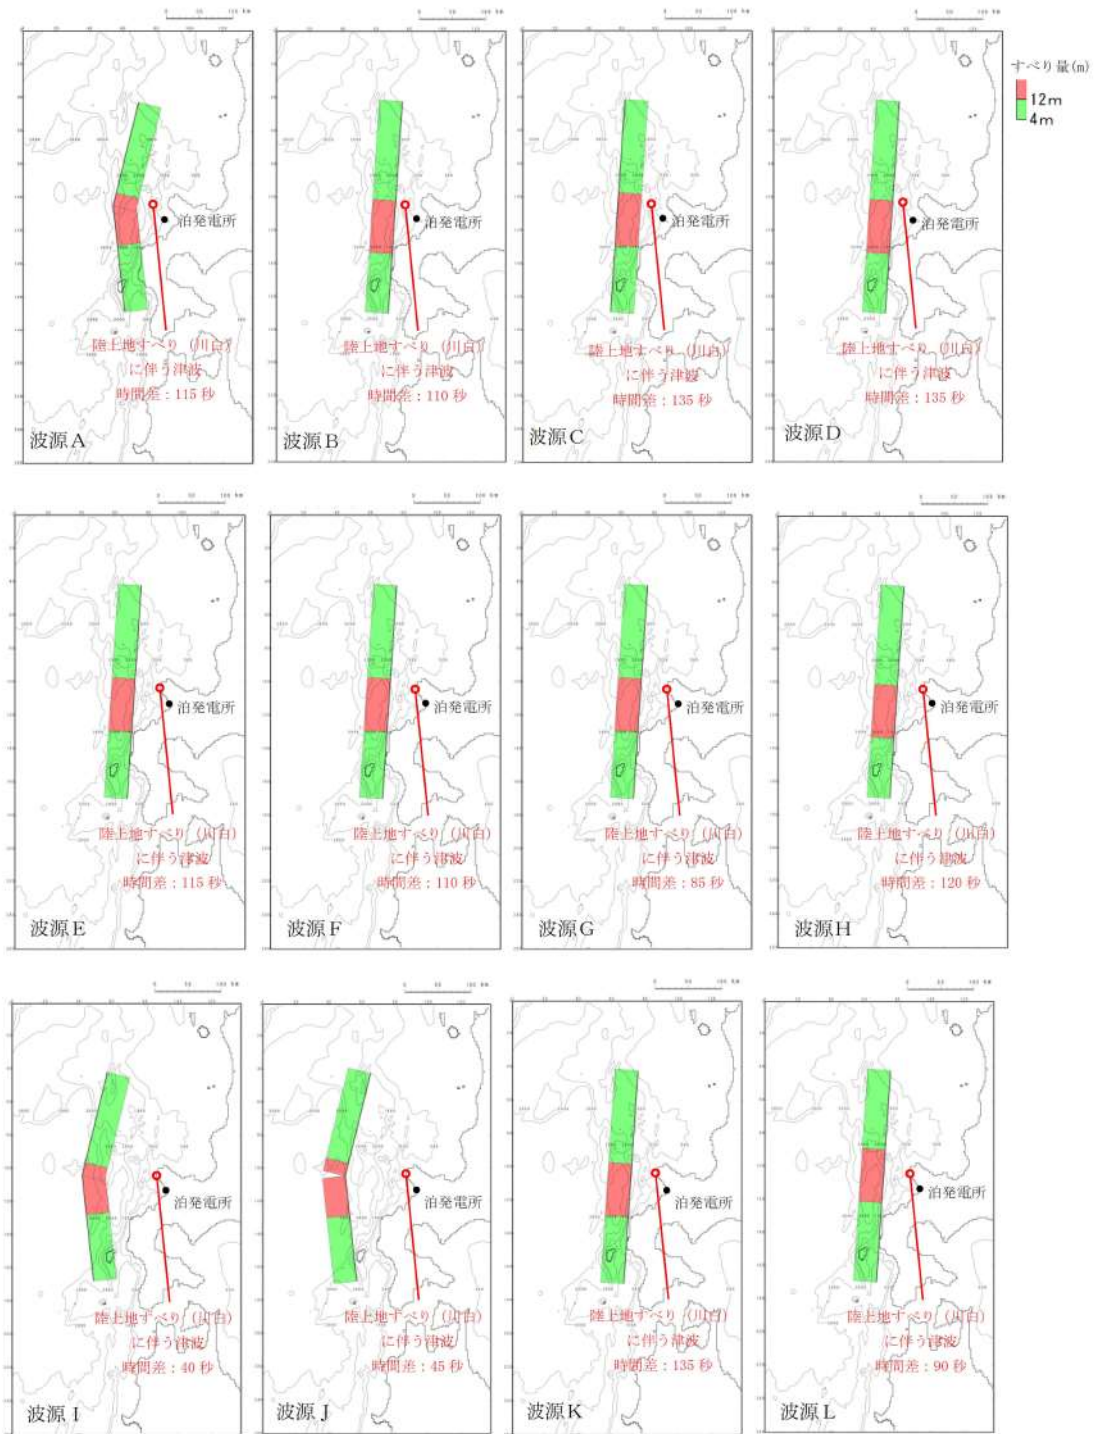 すべり量(m)
12m
4m
泊発電所
陸上地すべり（川白）
に伴う津波
時間差：115 秒
波源A
泊発電所
陸上地すべり（川白）
に伴う津波
時間差：110 秒
波源B
泊発電所
陸上地すべり（川白）
に伴う津波
時間差：135 秒
波源C
泊発電所
陸上地すべり（川白）
に伴う津波
時間差：135 秒
波源D
泊発電所
陸上地すべり（川白）
に伴う津波
時間差：115 秒
波源E
泊発電所
陸上地すべり（川白）
に伴う津波
時間差：110 秒
波源F
泊発電所
陸上地すべり（川白）
に伴う津波
時間差：85 秒
波源G
泊発電所
陸上地すべり（川白）
に伴う津波
時間差：120 秒
波源H
泊発電所
陸上地すべり（川白）
に伴う津波
時間差：40 秒
波源I
泊発電所
陸上地すべり（川白）
に伴う津波
時間差：45 秒
波源J
泊発電所
陸上地すべり（川白）
に伴う津波
時間差：135 秒
波源K
泊発電所
陸上地すべり（川白）
に伴う津波
時間差：90 秒
波源L